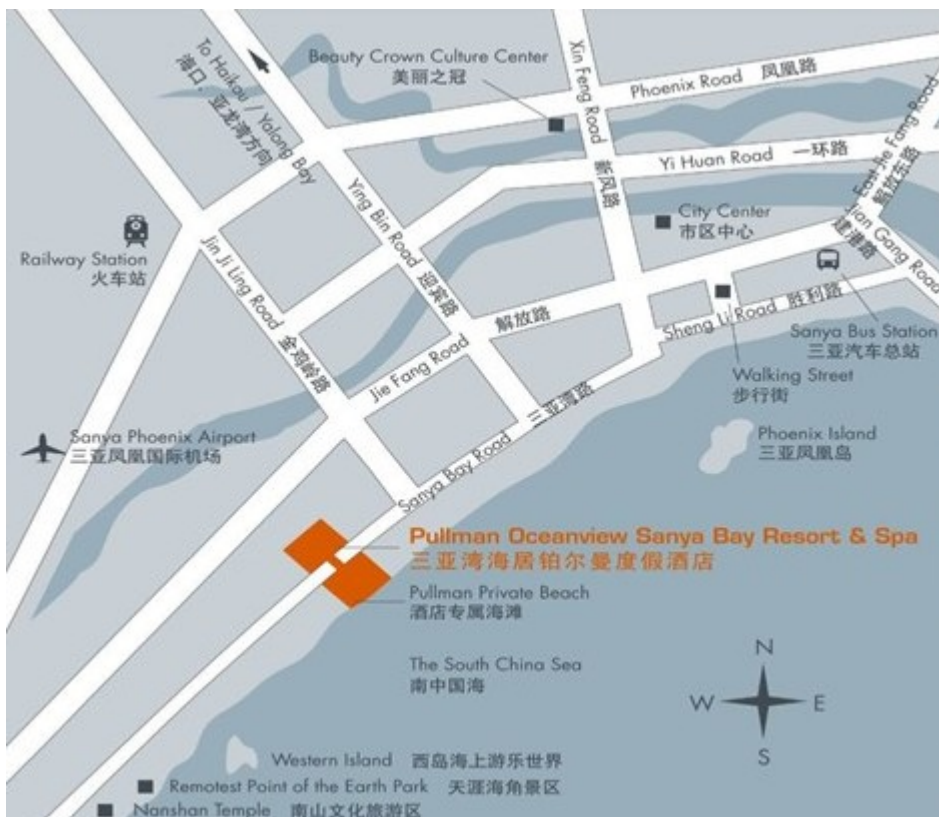 To Haikou / Yalong Bay
海口、亚龙湾方向
Beauty Crown Culture Center
美丽之冠
Xin Feng Road 新风路
Phoenix Road 凤凰路
Yi Huan Road 一环路
East Jie Fang Road
解放东路
Jian Gang Road
建港路
Ying Bin Road 迎宾路
City Center
市区中心
Railway Station
火车站
Jin Ji Ling Road 金鸡岭路
Jie Fang Road 解放路
Sheng Li Road 胜利路
Sanya Bus Station
三亚汽车总站
Walking Street
步行街
Sanya Phoenix Airport
三亚凤凰国际机场
Sanya Bay Road 三亚湾路
Phoenix Island
三亚凤凰岛
Pullman Oceanview Sanya Bay Resort & Spa
三亚湾海居铂尔曼度假酒店
Pullman Private Beach
酒店专属海滩
The South China Sea
南中国海
N
W E
S
Western Island 西岛海上游乐世界
Remotest Point of the Earth Park 天涯海角景区
Nanshan Temple 南山文化旅游区